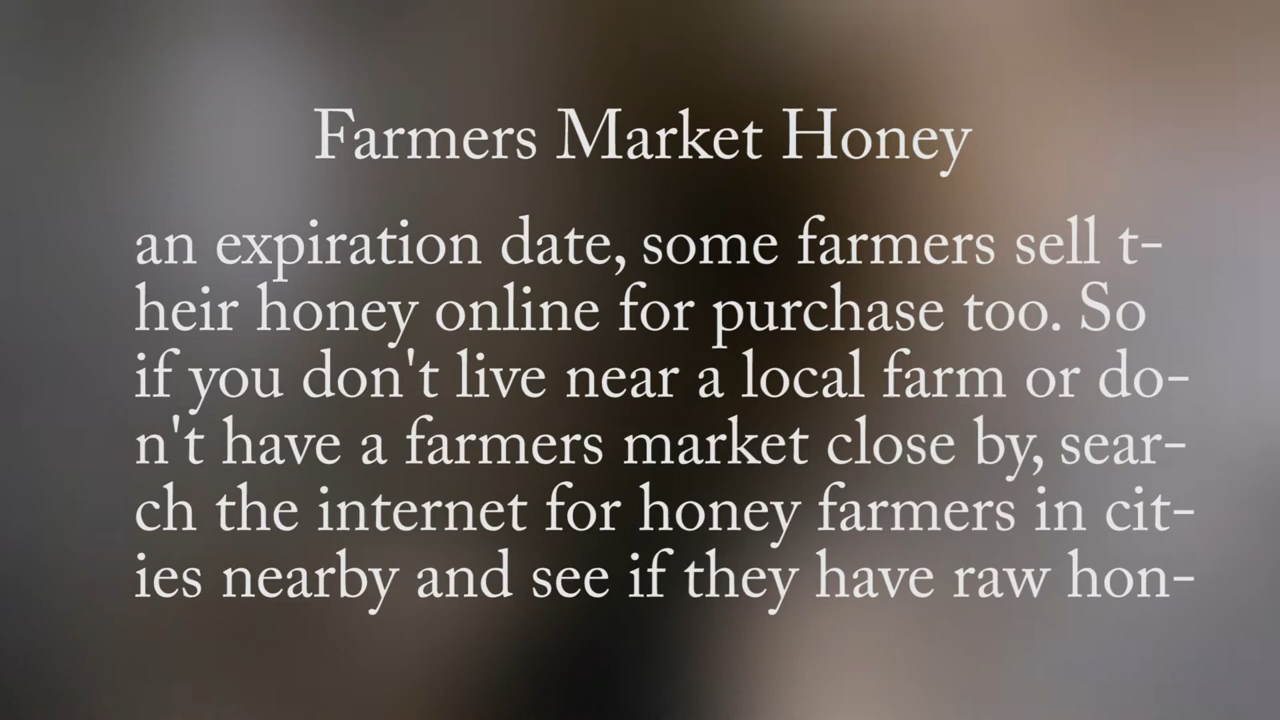 Farmers Market Honey
an expiration date, some farmers sell t-
heir honey online for purchase too. So
if you don't live near a local farm or do-
n't have a farmers market close by, sear-
ch the internet for honey farmers in cit-
ies nearby and see if they have raw hon-